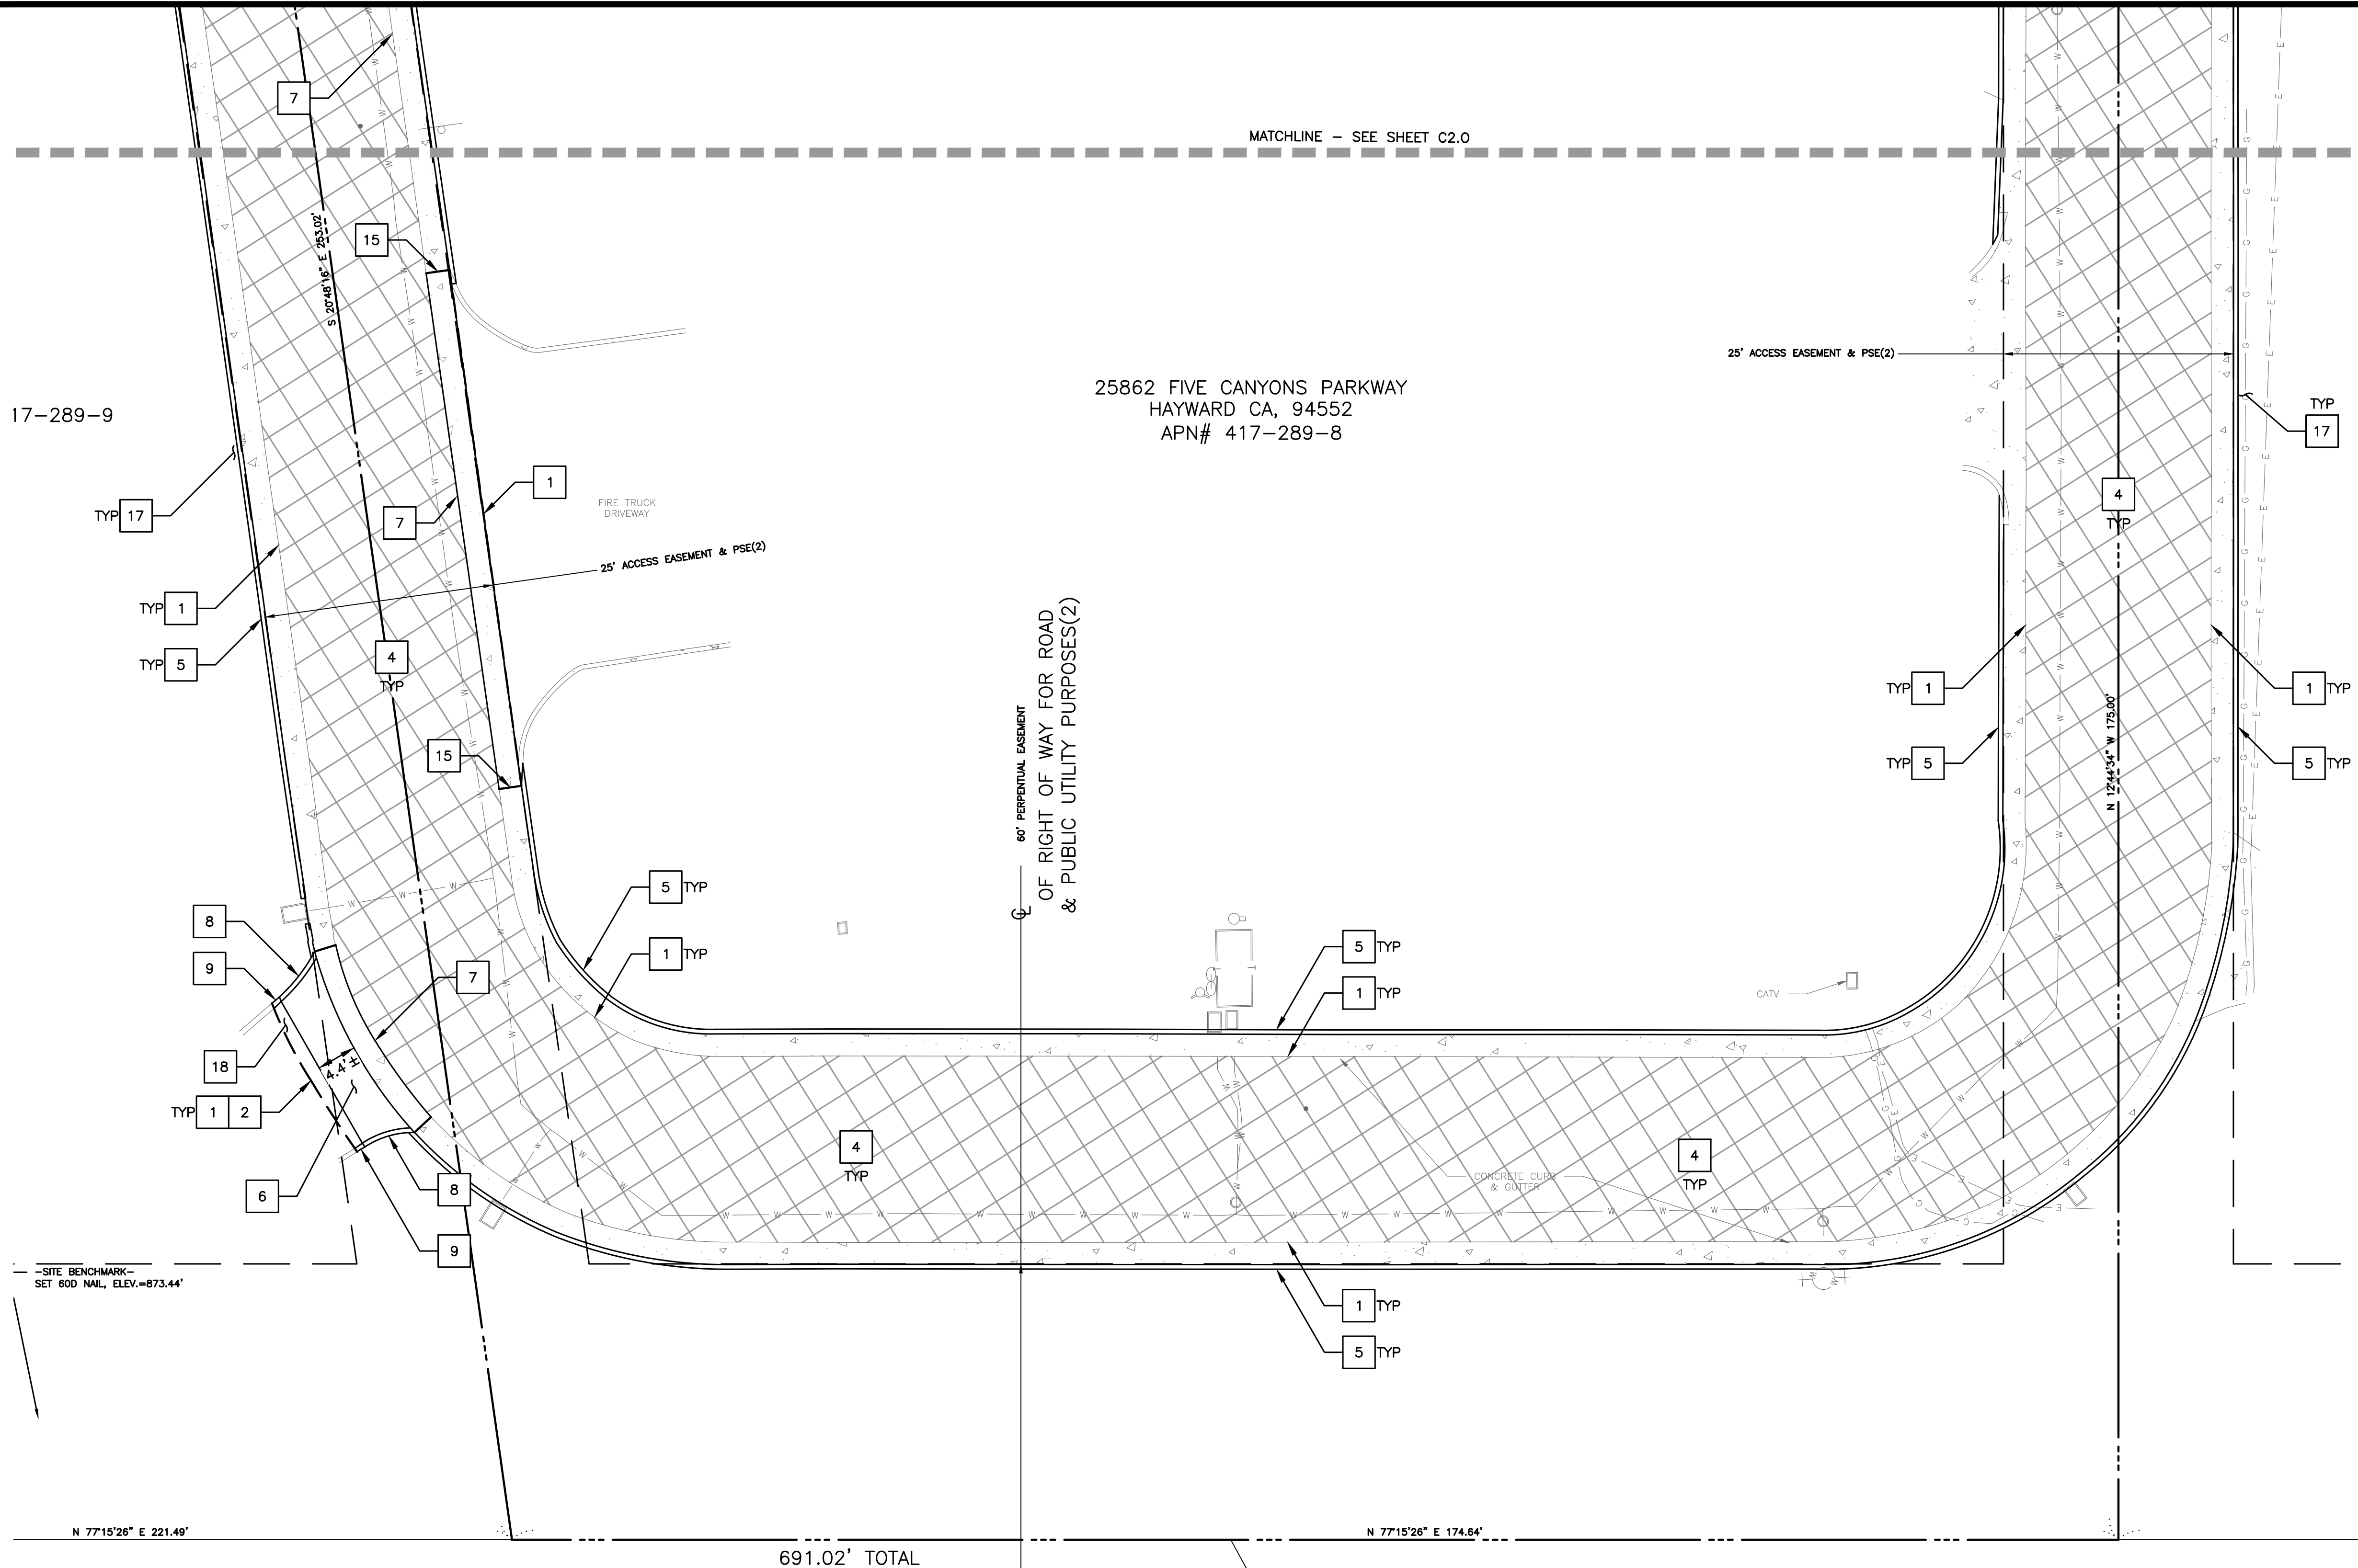 7
MATCHLINE - SEE SHEET C2.0
S 20°48'16" E 253.02'
15
25' ACCESS EASEMENT & PSE(2)
25862 FIVE CANYONS PARKWAY
HAYWARD CA, 94552
APN# 417-289-8
17-289-9
TYP
17
1
FIRE TRUCK
DRIVEWAY
TYP 17
7
4
TYP
25' ACCESS EASEMENT & PSE(2)
TYP 1
TYP 5
4
TYP
60' PERPENTUAL EASEMENT
OF RIGHT OF WAY FOR ROAD
& PUBLIC UTILITY PURPOSES(2)
TYP 1
1 TYP
N 12°44'34" W 175.00'
15
TYP 5
5 TYP
5 TYP
8
1 TYP
5 TYP
9
7
1 TYP
CATV
18
4.4'±
TYP 1 2
4
TYP
4
TYP
CONCRETE CURB
& GUTTER
6
8
9
-SITE BENCHMARK-
SET 60D NAIL, ELEV.=873.44'
1 TYP
5 TYP
N 77°15'26" E 221.49'
N 77°15'26" E 174.64'
691.02' TOTAL